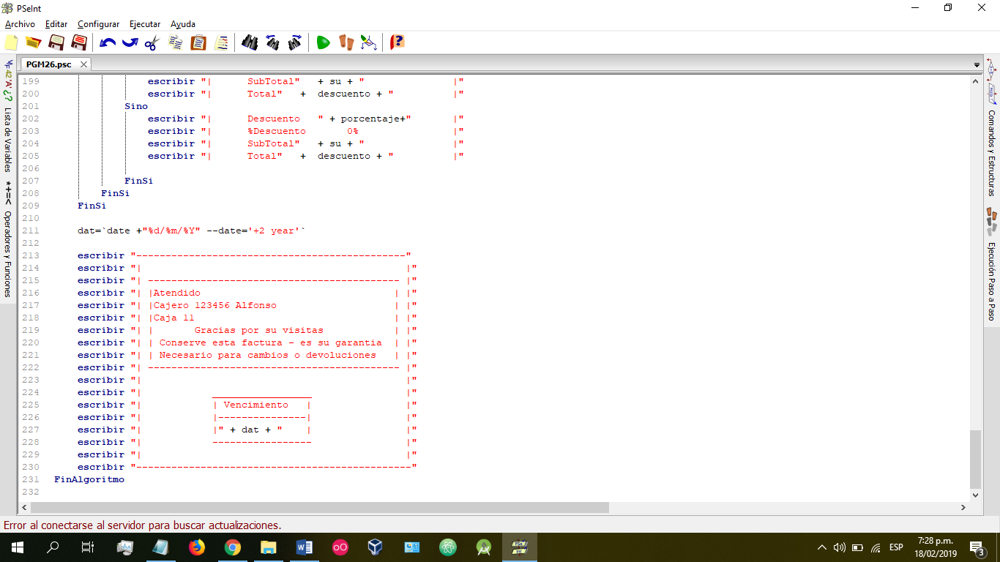 PSeInt
Archivo Editar Configurar Ejecutar Ayuda
PGM26.psc
199 escribir "|      SubTotal"   + su + "               |"
200 escribir "|      Total"   +  descuento + "          |"
201 Sino
202 escribir "|      Descuento   " + porcentaje+"       |"
203 escribir "|      %Descuento       0%                |"
204 escribir "|      SubTotal"   + su + "               |"
205 escribir "|      Total"   +  descuento + "          |"
206
207 FinSi
208 FinSi
209 FinSi
210
211 dat=`date +"%d/%m/%Y" --date='+2 year'`
212
213 escribir "----------------------------------------------"
214 escribir "|                                             |"
215 escribir "| ------------------------------------------- |"
216 escribir "| |Atendido                                 | |"
217 escribir "| |Cajero 123456 Alfonso                    | |"
218 escribir "| |Caja 11                                  | |"
219 escribir "| |       Gracias por su visitas            | |"
220 escribir "| | Conserve esta factura - es su garantia  | |"
221 escribir "| | Necesario para cambios o devoluciones   | |"
222 escribir "| ------------------------------------------- |"
223 escribir "|                                             |"
224 escribir "|            _________________                |"
225 escribir "|            | Vencimiento   |                |"
226 escribir "|            |---------------|                |"
227 escribir "|            |" + dat + "    |                |"
228 escribir "|            -----------------                |"
229 escribir "|                                             |"
230 escribir "-----------------------------------------------"
231 FinAlgoritmo
232
42 'A' ¿? Lista de Variables
*+=< Operadores y Funciones
Comandos y Estructuras
Ejecución Paso a Paso
Error al conectarse al servidor para buscar actualizaciones.
ESP
7:28 p.m.
18/02/2019
3